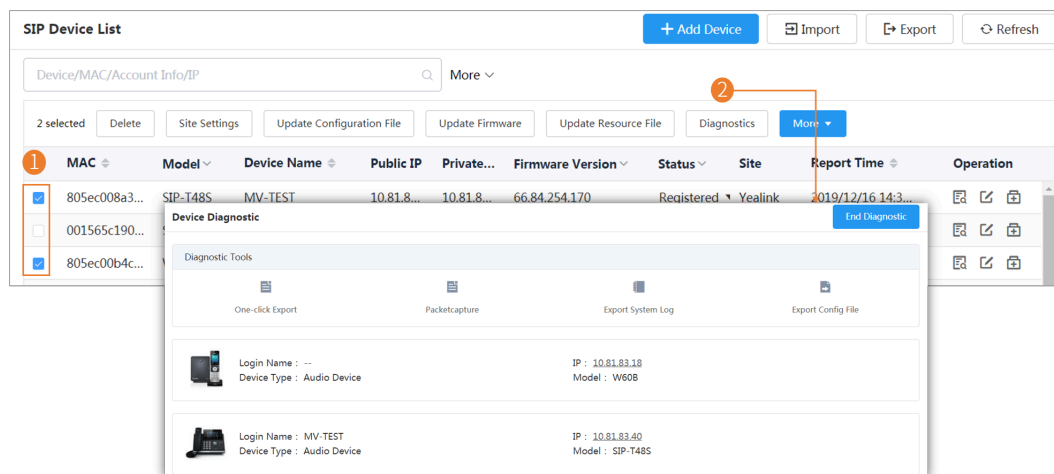 SIP Device List
+ Add Device
Import
Export
Refresh
Device/MAC/Account Info/IP
More
2
2 selected
Delete
Site Settings
Update Configuration File
Update Firmware
Update Resource File
Diagnostics
More
1
MAC Model Device Name Public IP Private... Firmware Version Status Site Report Time Operation
805ec008a3... SIP-T48S MV-TEST 10.81.8... 10.81.8... 66.84.254.170 Registered Yealink 2019/12/16 14:3...
001565c190...
805ec00b4c...
Device Diagnostic
End Diagnostic
Diagnostic Tools
One-click Export
Packetcapture
Export System Log
Export Config File
Login Name : -- IP : 10.81.83.18
Device Type : Audio Device Model : W60B
Login Name : MV-TEST IP : 10.81.83.40
Device Type : Audio Device Model : SIP-T48S